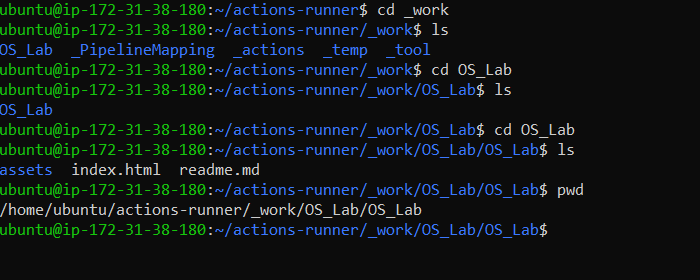 ubuntu@ip-172-31-38-180:~/actions-runner$ cd _work
ubuntu@ip-172-31-38-180:~/actions-runner/_work$ ls
OS_Lab  _PipelineMapping  _actions  _temp  _tool
ubuntu@ip-172-31-38-180:~/actions-runner/_work$ cd OS_Lab
ubuntu@ip-172-31-38-180:~/actions-runner/_work/OS_Lab$ ls
OS_Lab
ubuntu@ip-172-31-38-180:~/actions-runner/_work/OS_Lab$ cd OS_Lab
ubuntu@ip-172-31-38-180:~/actions-runner/_work/OS_Lab/OS_Lab$ ls
assets  index.html  readme.md
ubuntu@ip-172-31-38-180:~/actions-runner/_work/OS_Lab/OS_Lab$ pwd
/home/ubuntu/actions-runner/_work/OS_Lab/OS_Lab
ubuntu@ip-172-31-38-180:~/actions-runner/_work/OS_Lab/OS_Lab$